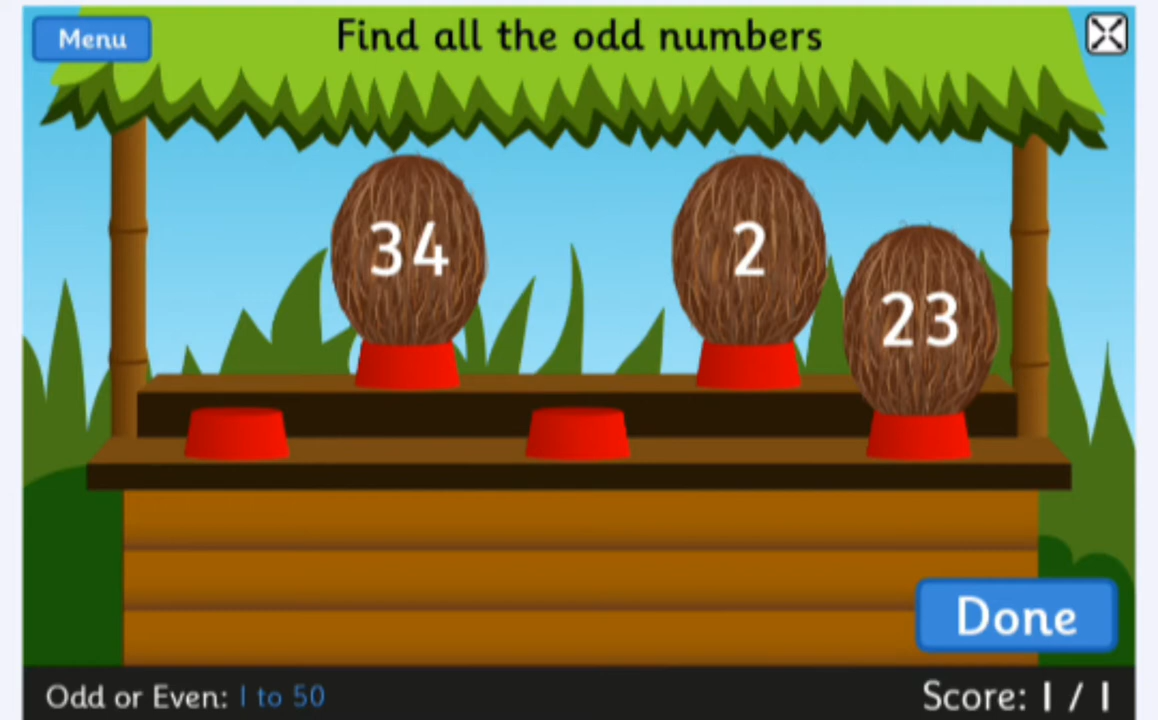 Menu
Find all the odd numbers
34
2
23
Done
Odd or Even: 1 to 50
Score: 1 / 1